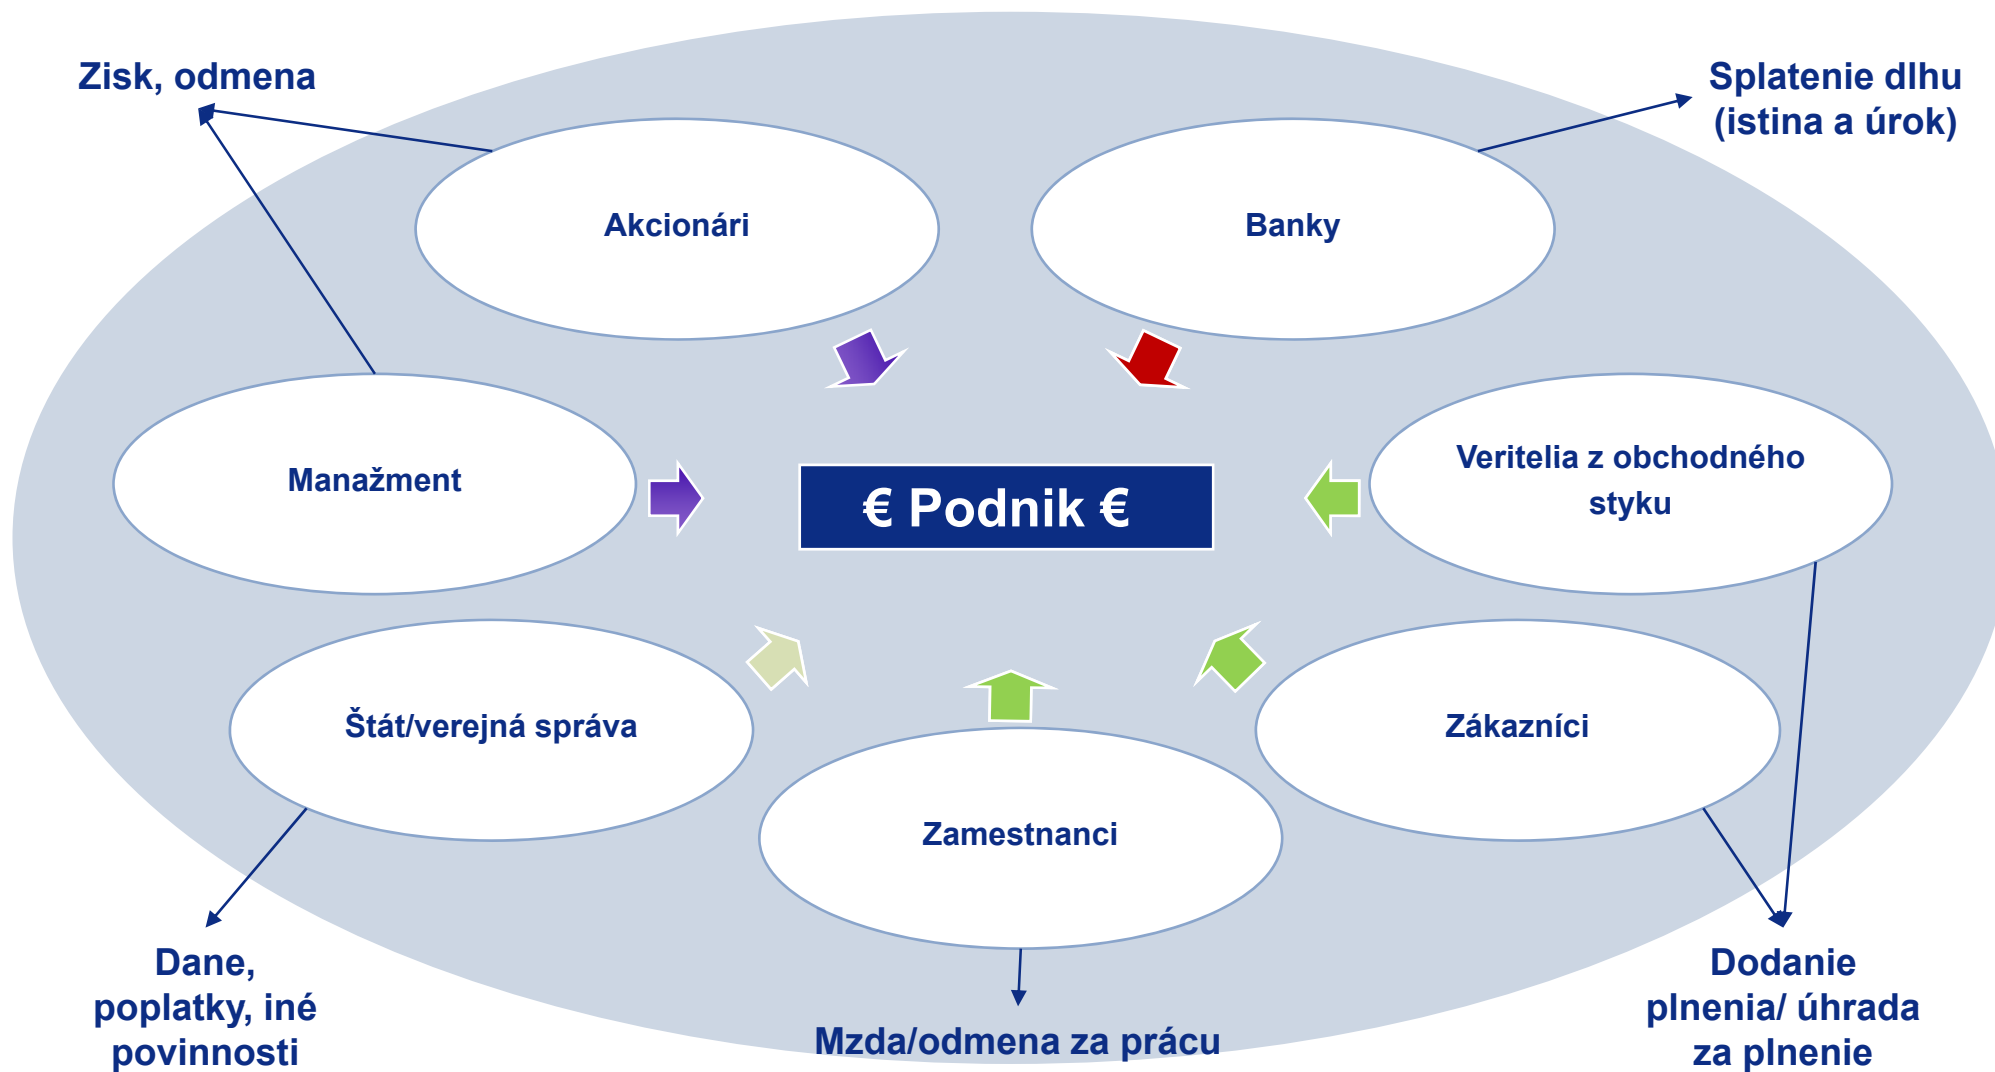 Zisk, odmena
Splatenie dlhu
(istina a úrok)
Akcionári
Banky
Manažment
Veritelia z obchodného
styku
€ Podnik €
Štát/verejná správa
Zákazníci
Zamestnanci
Dane,
poplatky, iné
povinnosti
Mzda/odmena za prácu
Dodanie
plnenia/ úhrada
za plnenie